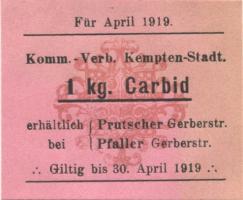 Für April 1919.
Komm.-Verb. Kempten-Stadt.
1 kg. Carbid
erhältlich { Prutscher Gerberstr.
bei { Pfaller Gerberstr.
∴ Giltig bis 30. April 1919 ∴